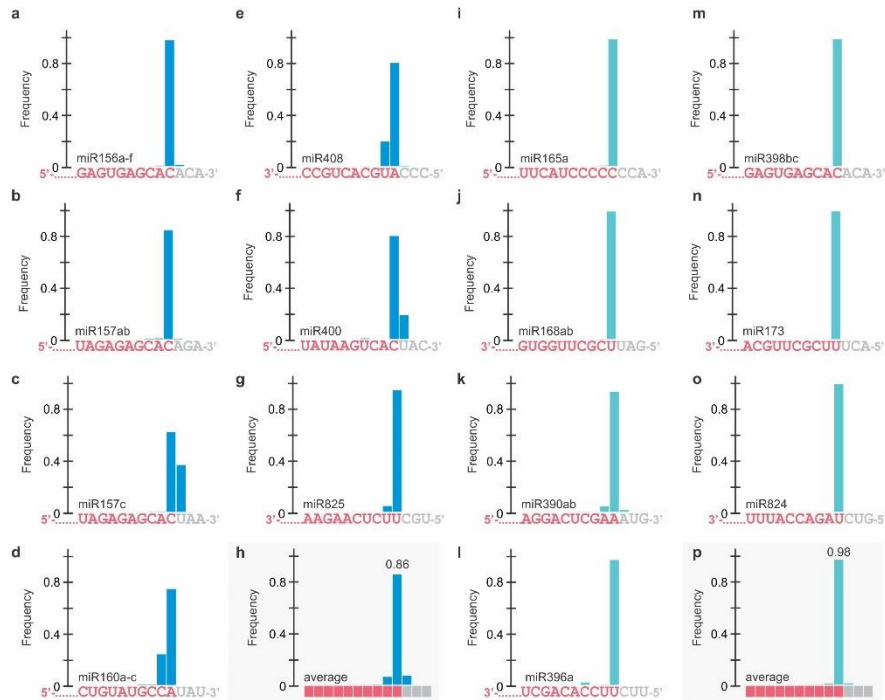 a
Frequency
0.8
0.4
0
miR156a-f
5'-......GAGUGAGCACACA-3'
b
Frequency
0.8
0.4
0
miR157ab
5'-......UAGAGAGCACAGA-3'
c
Frequency
0.8
0.4
0
miR157c
5'-......UAGAGAGCACUAA-3'
d
Frequency
0.8
0.4
0
miR160a-c
5'-......CUGUAUGCCAUAU-3'
e
Frequency
0.8
0.4
0
miR408
3'-......CCGUCACGUACCC-5'
f
Frequency
0.8
0.4
0
miR400
3'-......UAUAAGUCACUAC-5'
g
Frequency
0.8
0.4
0
miR825
3'-......AAGAACUCUUCGU-5'
h
0.86
Frequency
0.8
0.4
0
average
i
Frequency
0.8
0.4
0
miR165a
5'-......UUCAUCCCCCCCA-3'
j
Frequency
0.8
0.4
0
miR168ab
3'-......GUGGUUCGCUUAG-5'
k
Frequency
0.8
0.4
0
miR390ab
5'-......AGGACUCGAAAUG-3'
l
Frequency
0.8
0.4
0
miR396a
3'-......UCGACACCUUCUU-5'
m
Frequency
0.8
0.4
0
miR398bc
5'-......GAGUGAGCACACA-3'
n
Frequency
0.8
0.4
0
miR173
3'-......ACGUUCGCUUUCA-5'
o
Frequency
0.8
0.4
0
miR824
3'-......UUUACCAGAUCUG-5'
p
0.98
Frequency
0.8
0.4
0
average